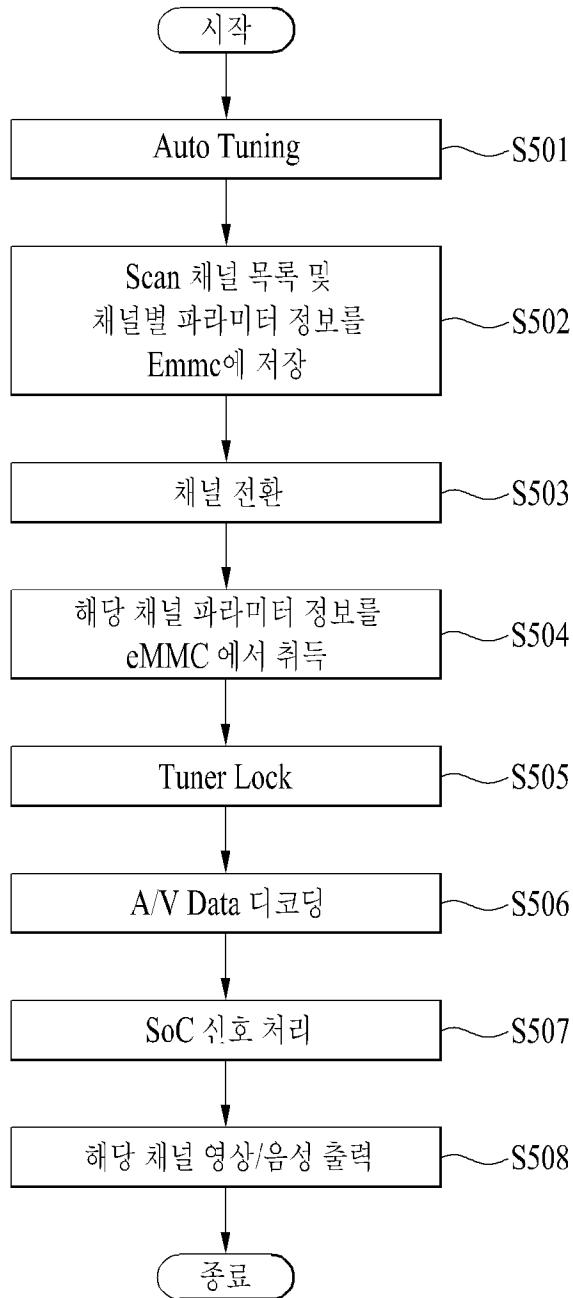 시작
Auto Tuning
S501
Scan 채널 목록 및
채널별 파라미터 정보를
Emmc에 저장
S502
채널 전환
S503
해당 채널 파라미터 정보를
eMMC 에서 취득
S504
Tuner Lock
S505
A/V Data 디코딩
S506
SoC 신호 처리
S507
해당 채널 영상/음성 출력
S508
종료